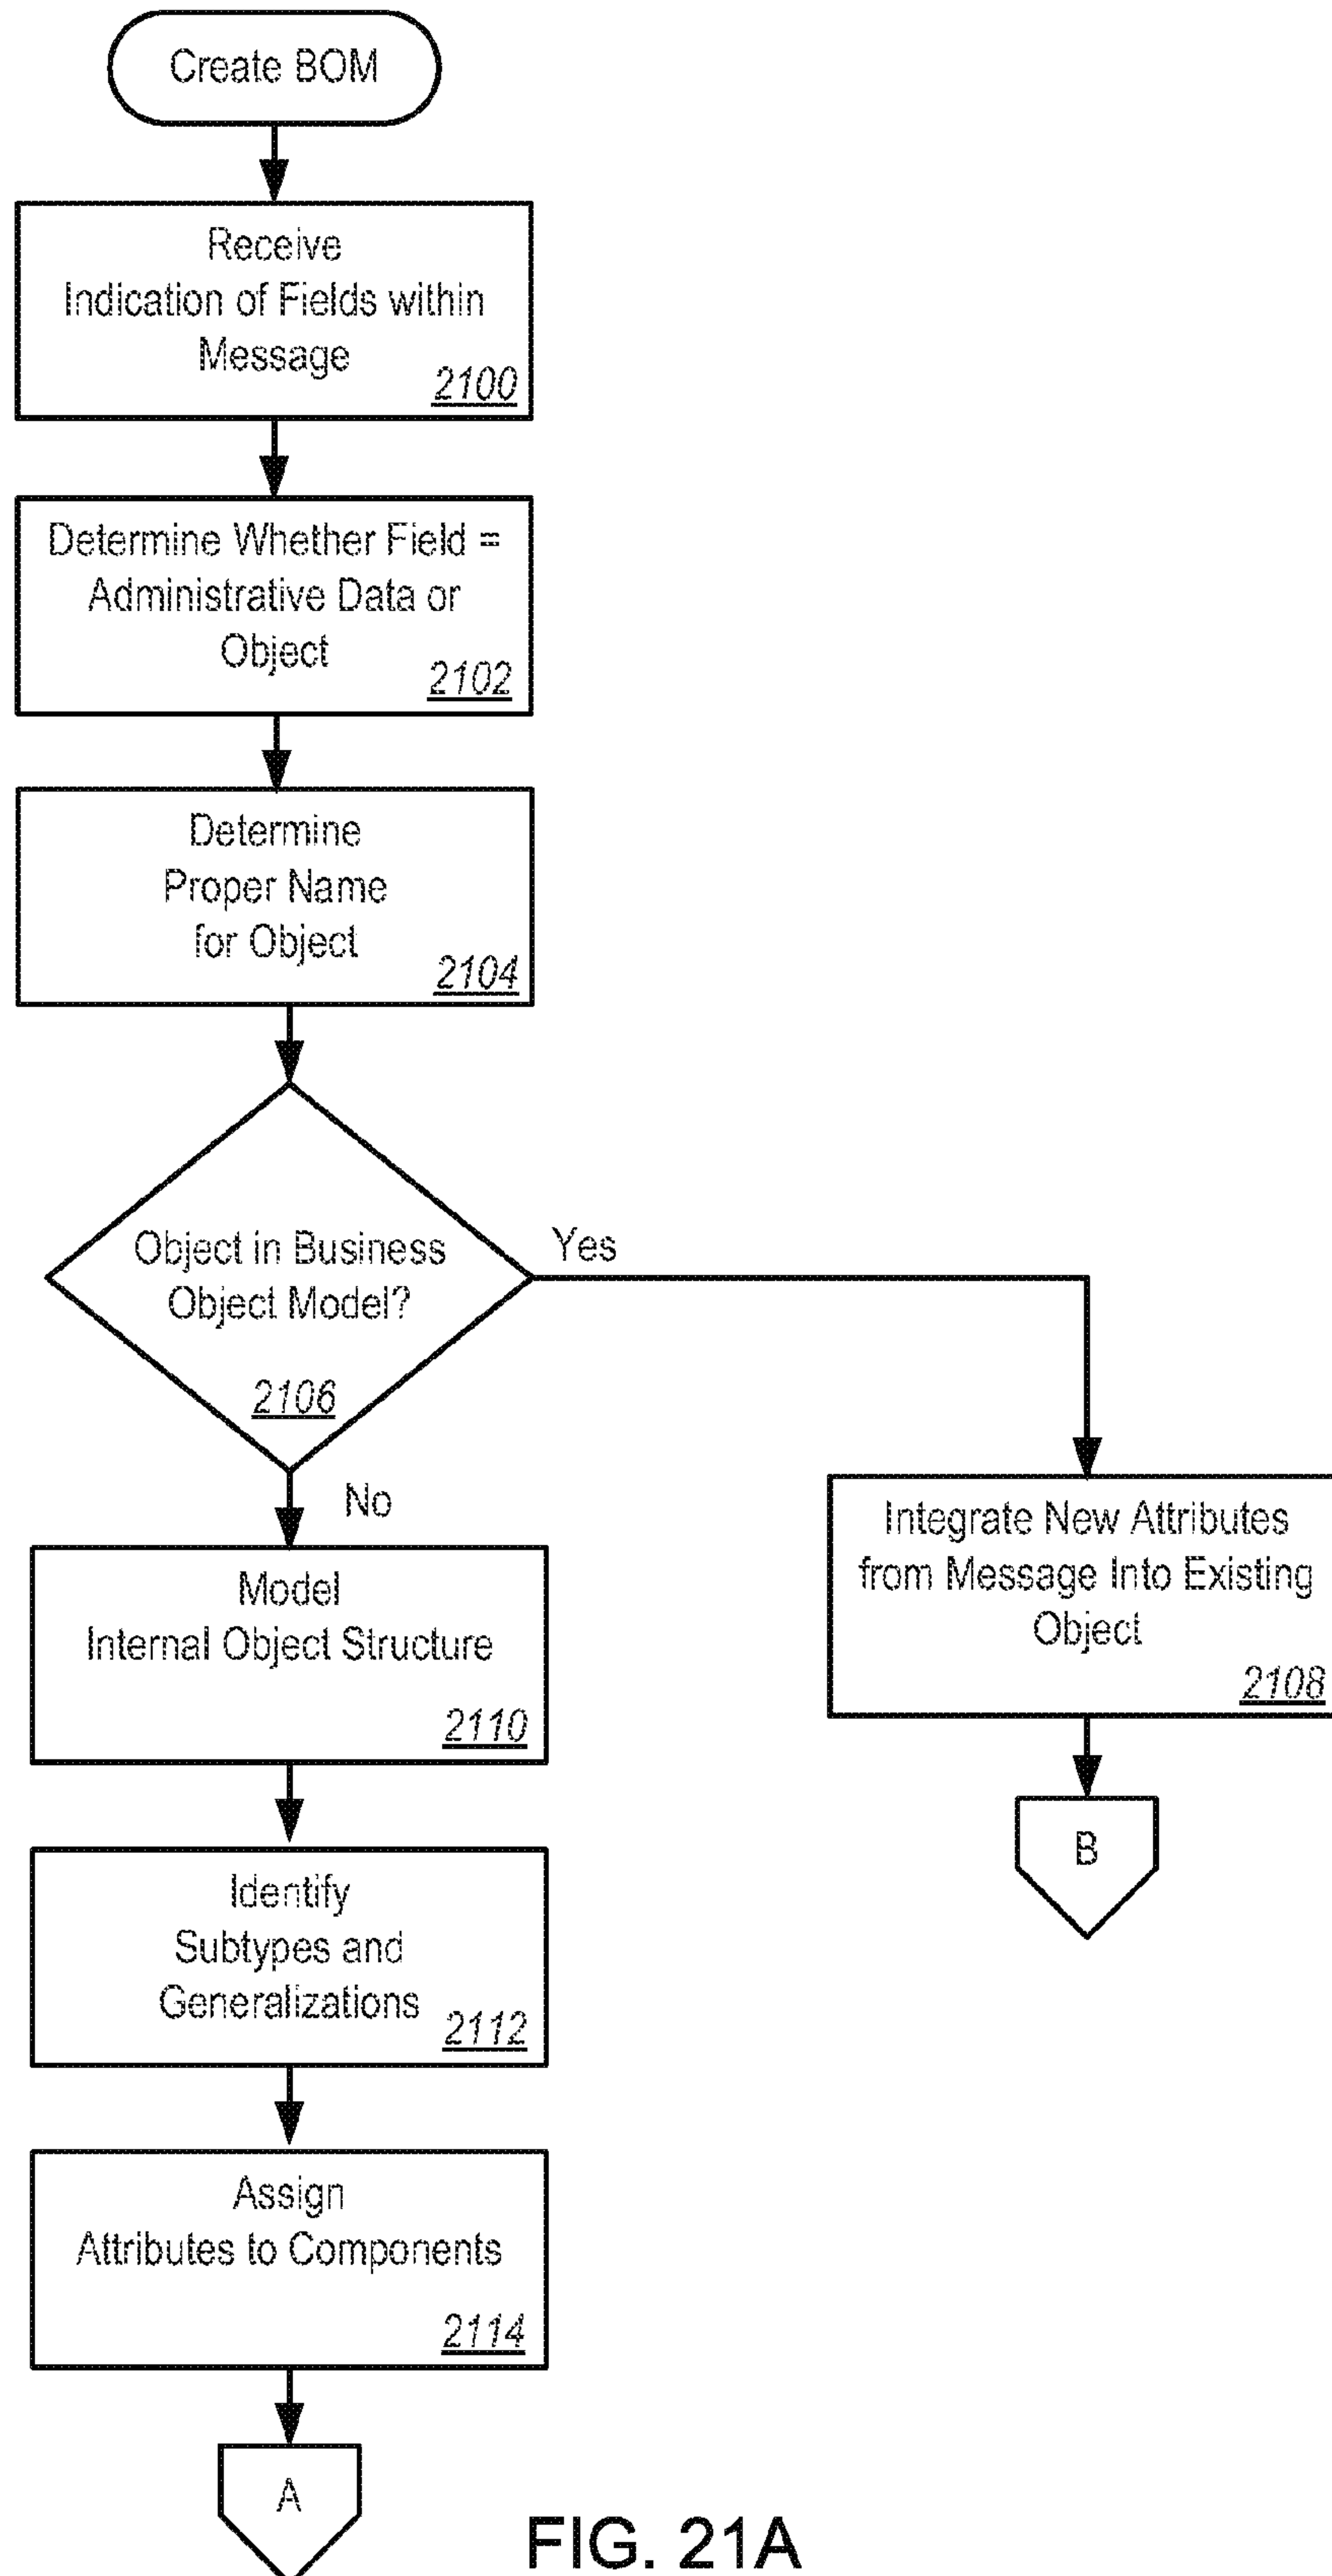 Create BOM
Receive
Indication of Fields within
Message
2100
Determine Whether Field =
Administrative Data or
Object
2102
Determine
Proper Name
for Object
2104
Object in Business
Object Model?
2106
Yes
No
Integrate New Attributes
from Message Into Existing
Object
2108
B
Model
Internal Object Structure
2110
Identify
Subtypes and
Generalizations
2112
Assign
Attributes to Components
2114
A
FIG. 21A